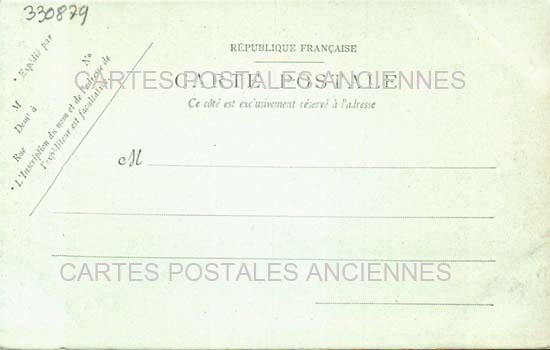 330879
RÉPUBLIQUE FRANÇAISE
CARTES POSTALES ANCIENNES
CARTE POSTALE
Ce côté est exclusivement réservé à l'adresse
* Expédié par
M
Demt à
Rue Nº
* L'Inscription du nom et de l'adresse de
l'expéditeur est facultative
M
CARTES POSTALES ANCIENNES